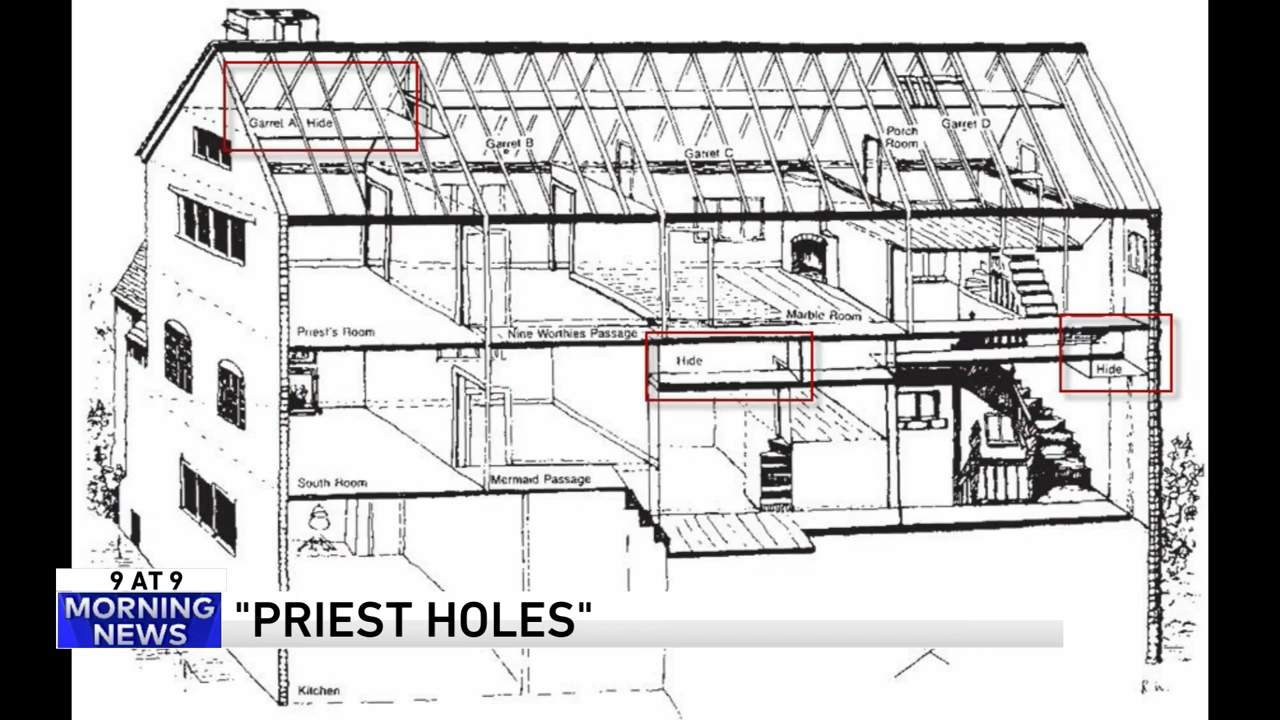 Garret A Hide
Garret B
Garret C
Porch
Room
Garret D
Priest's Room
Nine Worthies Passage
Marble Room
Hide
Hide
South Room
Mermaid Passage
Kitchen
9 AT 9
MORNING
NEWS
"PRIEST HOLES"